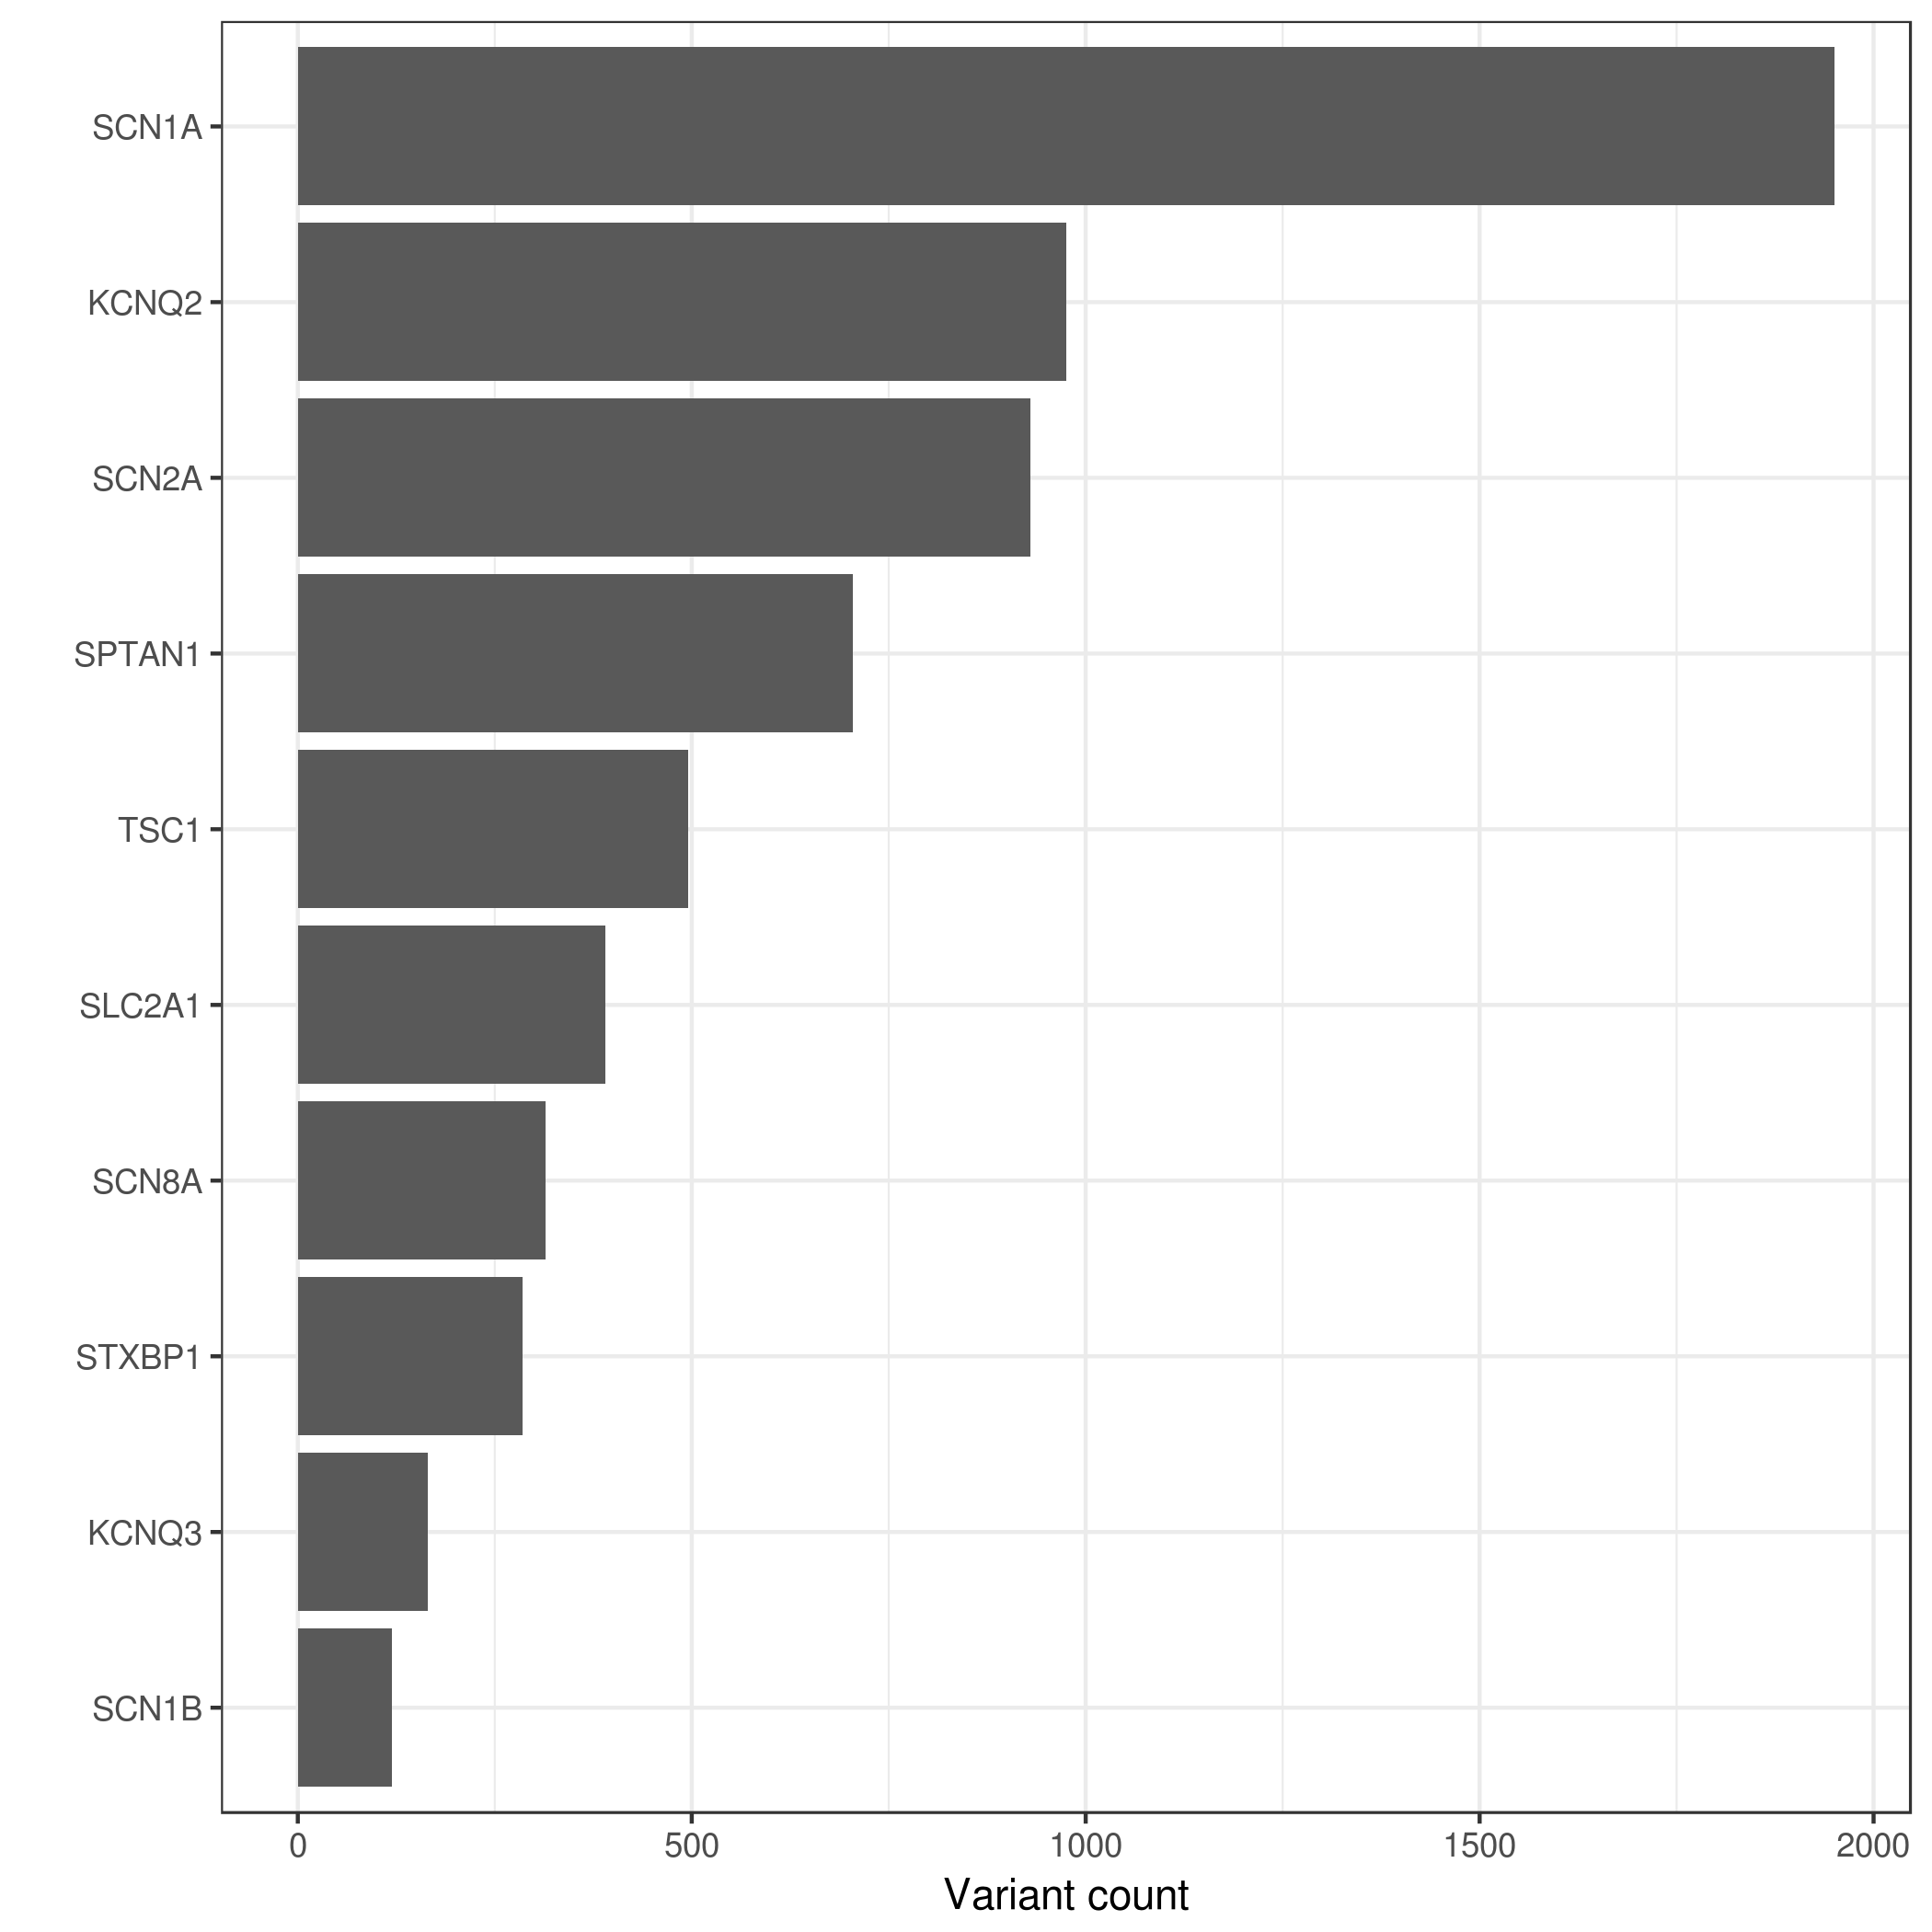 SCN1A
KCNQ2
SCN2A
SPTAN1
TSC1
SLC2A1
SCN8A
STXBP1
KCNQ3
SCN1B
0 500 1000 1500 2000
Variant count